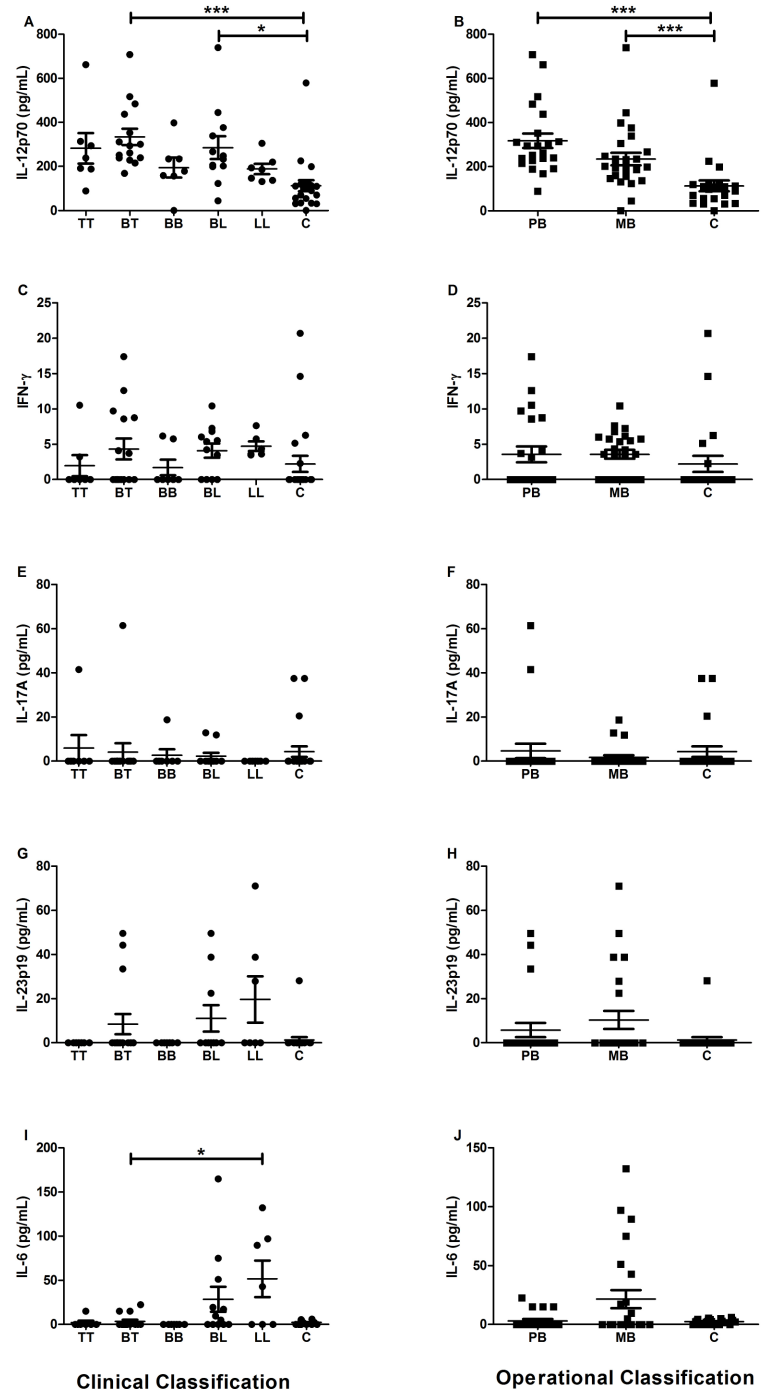 A
***
*
IL-12p70 (pg/mL)
800
600
400
200
0
TT BT BB BL LL C
B
***
***
IL-12p70 (pg/mL)
800
600
400
200
0
PB MB C
C
IFN-γ
25
20
15
10
5
0
TT BT BB BL LL C
D
IFN-γ
25
20
15
10
5
0
PB MB C
E
IL-17A (pg/mL)
80
60
40
20
0
TT BT BB BL LL C
F
IL-17A (pg/mL)
80
60
40
20
0
PB MB C
G
IL-23p19 (pg/mL)
80
60
40
20
0
TT BT BB BL LL C
H
IL-23p19 (pg/mL)
80
60
40
20
0
PB MB C
I
*
IL-6 (pg/mL)
200
150
100
50
0
TT BT BB BL LL C
J
IL-6 (pg/mL)
150
100
50
0
PB MB C
Clinical Classification
Operational Classification